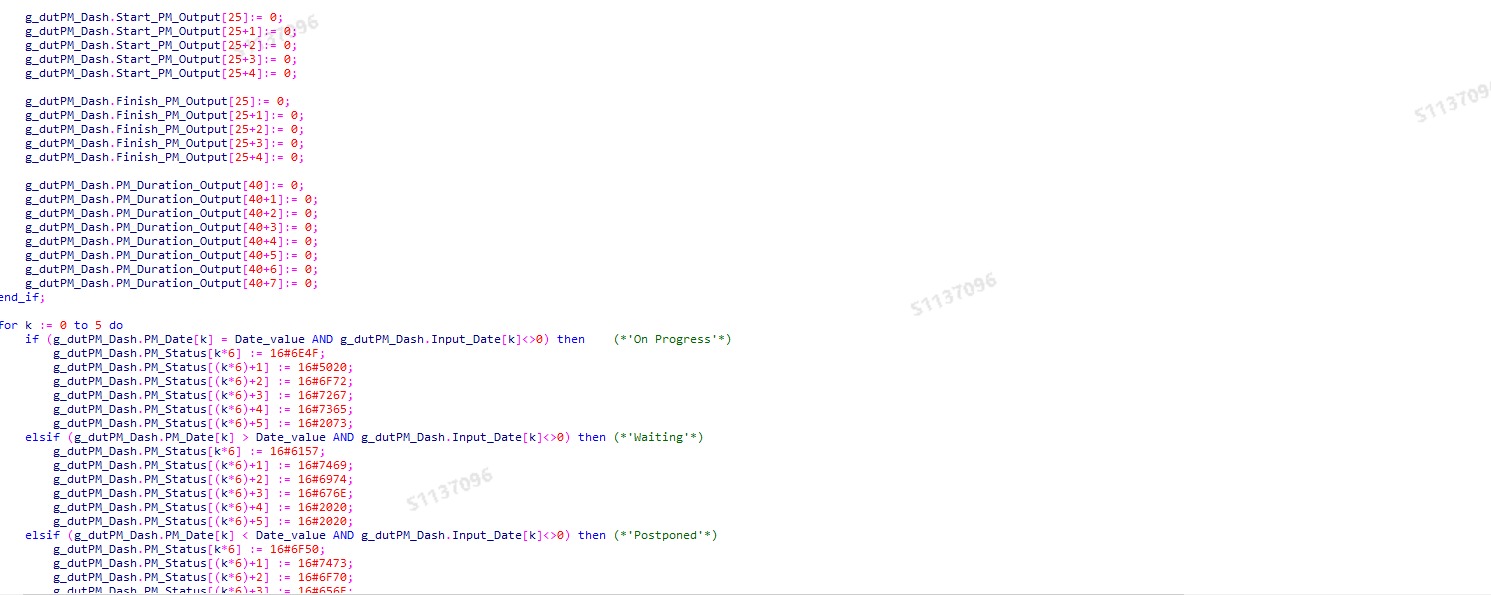 g_dutPM_Dash.Start_PM_Output[25]:= 0;
g_dutPM_Dash.Start_PM_Output[25+1]:= 0;
g_dutPM_Dash.Start_PM_Output[25+2]:= 0;
g_dutPM_Dash.Start_PM_Output[25+3]:= 0;
g_dutPM_Dash.Start_PM_Output[25+4]:= 0;
g_dutPM_Dash.Finish_PM_Output[25]:= 0;
g_dutPM_Dash.Finish_PM_Output[25+1]:= 0;
g_dutPM_Dash.Finish_PM_Output[25+2]:= 0;
g_dutPM_Dash.Finish_PM_Output[25+3]:= 0;
g_dutPM_Dash.Finish_PM_Output[25+4]:= 0;
g_dutPM_Dash.PM_Duration_Output[40]:= 0;
g_dutPM_Dash.PM_Duration_Output[40+1]:= 0;
g_dutPM_Dash.PM_Duration_Output[40+2]:= 0;
g_dutPM_Dash.PM_Duration_Output[40+3]:= 0;
g_dutPM_Dash.PM_Duration_Output[40+4]:= 0;
g_dutPM_Dash.PM_Duration_Output[40+5]:= 0;
g_dutPM_Dash.PM_Duration_Output[40+6]:= 0;
g_dutPM_Dash.PM_Duration_Output[40+7]:= 0;
end_if;
for k := 0 to 5 do
if (g_dutPM_Dash.PM_Date[k] = Date_value AND g_dutPM_Dash.Input_Date[k]<>0) then (*'On Progress'*)
g_dutPM_Dash.PM_Status[k*6] := 16#6E4F;
g_dutPM_Dash.PM_Status[(k*6)+1] := 16#5020;
g_dutPM_Dash.PM_Status[(k*6)+2] := 16#6F72;
g_dutPM_Dash.PM_Status[(k*6)+3] := 16#7267;
g_dutPM_Dash.PM_Status[(k*6)+4] := 16#7365;
g_dutPM_Dash.PM_Status[(k*6)+5] := 16#2073;
elsif (g_dutPM_Dash.PM_Date[k] > Date_value AND g_dutPM_Dash.Input_Date[k]<>0) then (*'Waiting'*)
g_dutPM_Dash.PM_Status[k*6] := 16#6157;
g_dutPM_Dash.PM_Status[(k*6)+1] := 16#7469;
g_dutPM_Dash.PM_Status[(k*6)+2] := 16#6974;
g_dutPM_Dash.PM_Status[(k*6)+3] := 16#676E;
g_dutPM_Dash.PM_Status[(k*6)+4] := 16#2020;
g_dutPM_Dash.PM_Status[(k*6)+5] := 16#2020;
elsif (g_dutPM_Dash.PM_Date[k] < Date_value AND g_dutPM_Dash.Input_Date[k]<>0) then (*'Postponed'*)
g_dutPM_Dash.PM_Status[k*6] := 16#6F50;
g_dutPM_Dash.PM_Status[(k*6)+1] := 16#7473;
g_dutPM_Dash.PM_Status[(k*6)+2] := 16#6F70;
g_dutPM_Dash.PM_Status[(k*6)+3] := 16#656E;
S1137096
S1137096